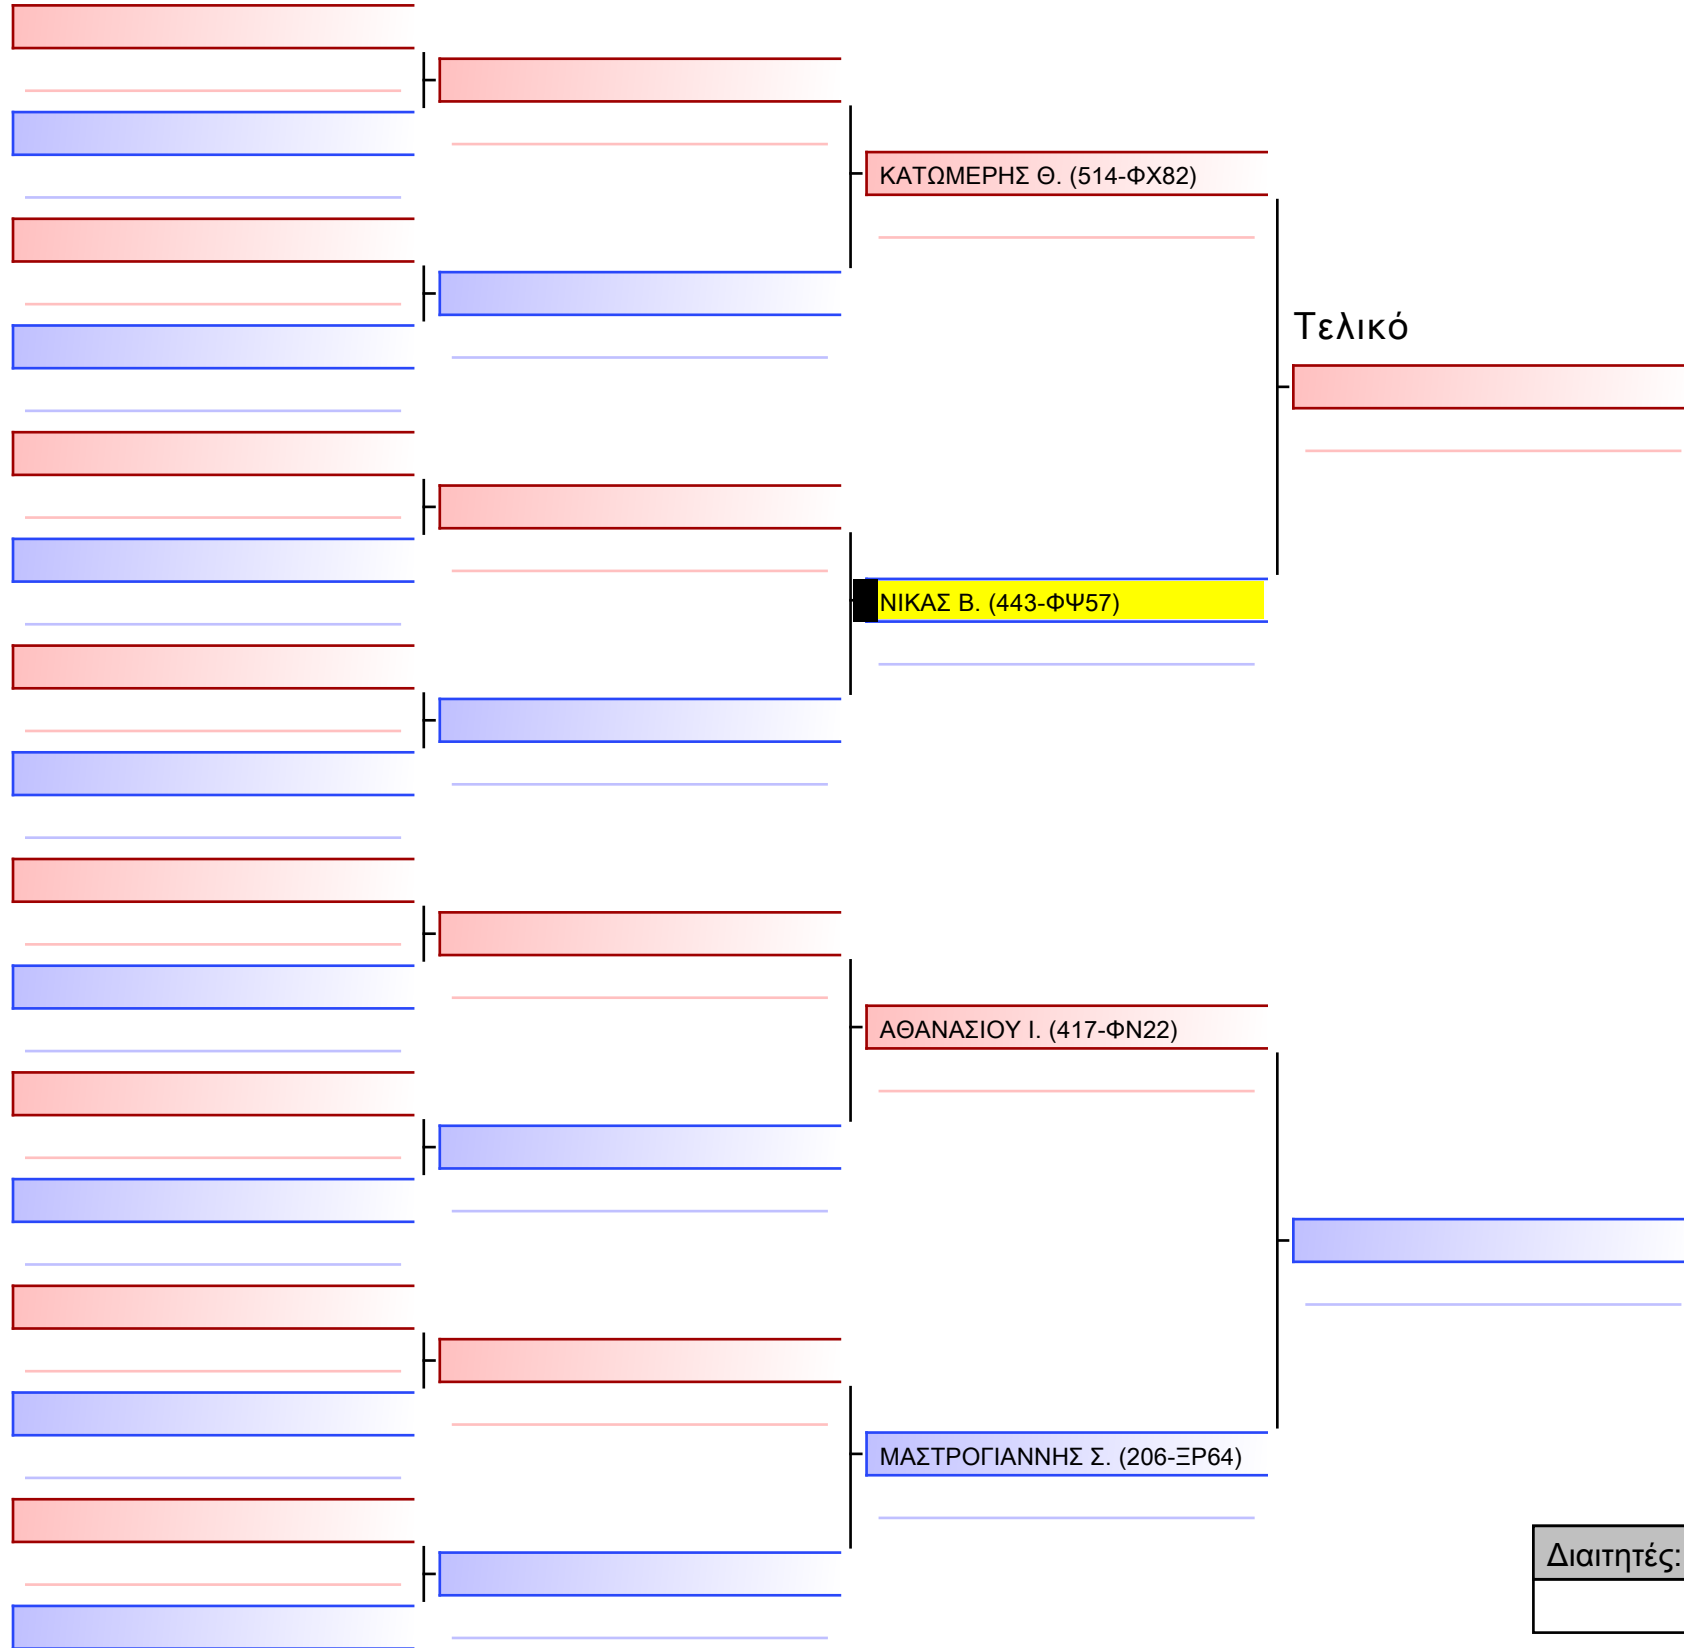 ΚΑΤΩΜΕΡΗΣ Θ. (514-ΦΧ82)
Τελικό
ΝΙΚΑΣ Β. (443-ΦΨ57)
ΑΘΑΝΑΣΙΟΥ Ι. (417-ΦΝ22)
ΜΑΣΤΡΟΓΙΑΝΝΗΣ Σ. (206-ΞΡ64)
Διαιτητές: